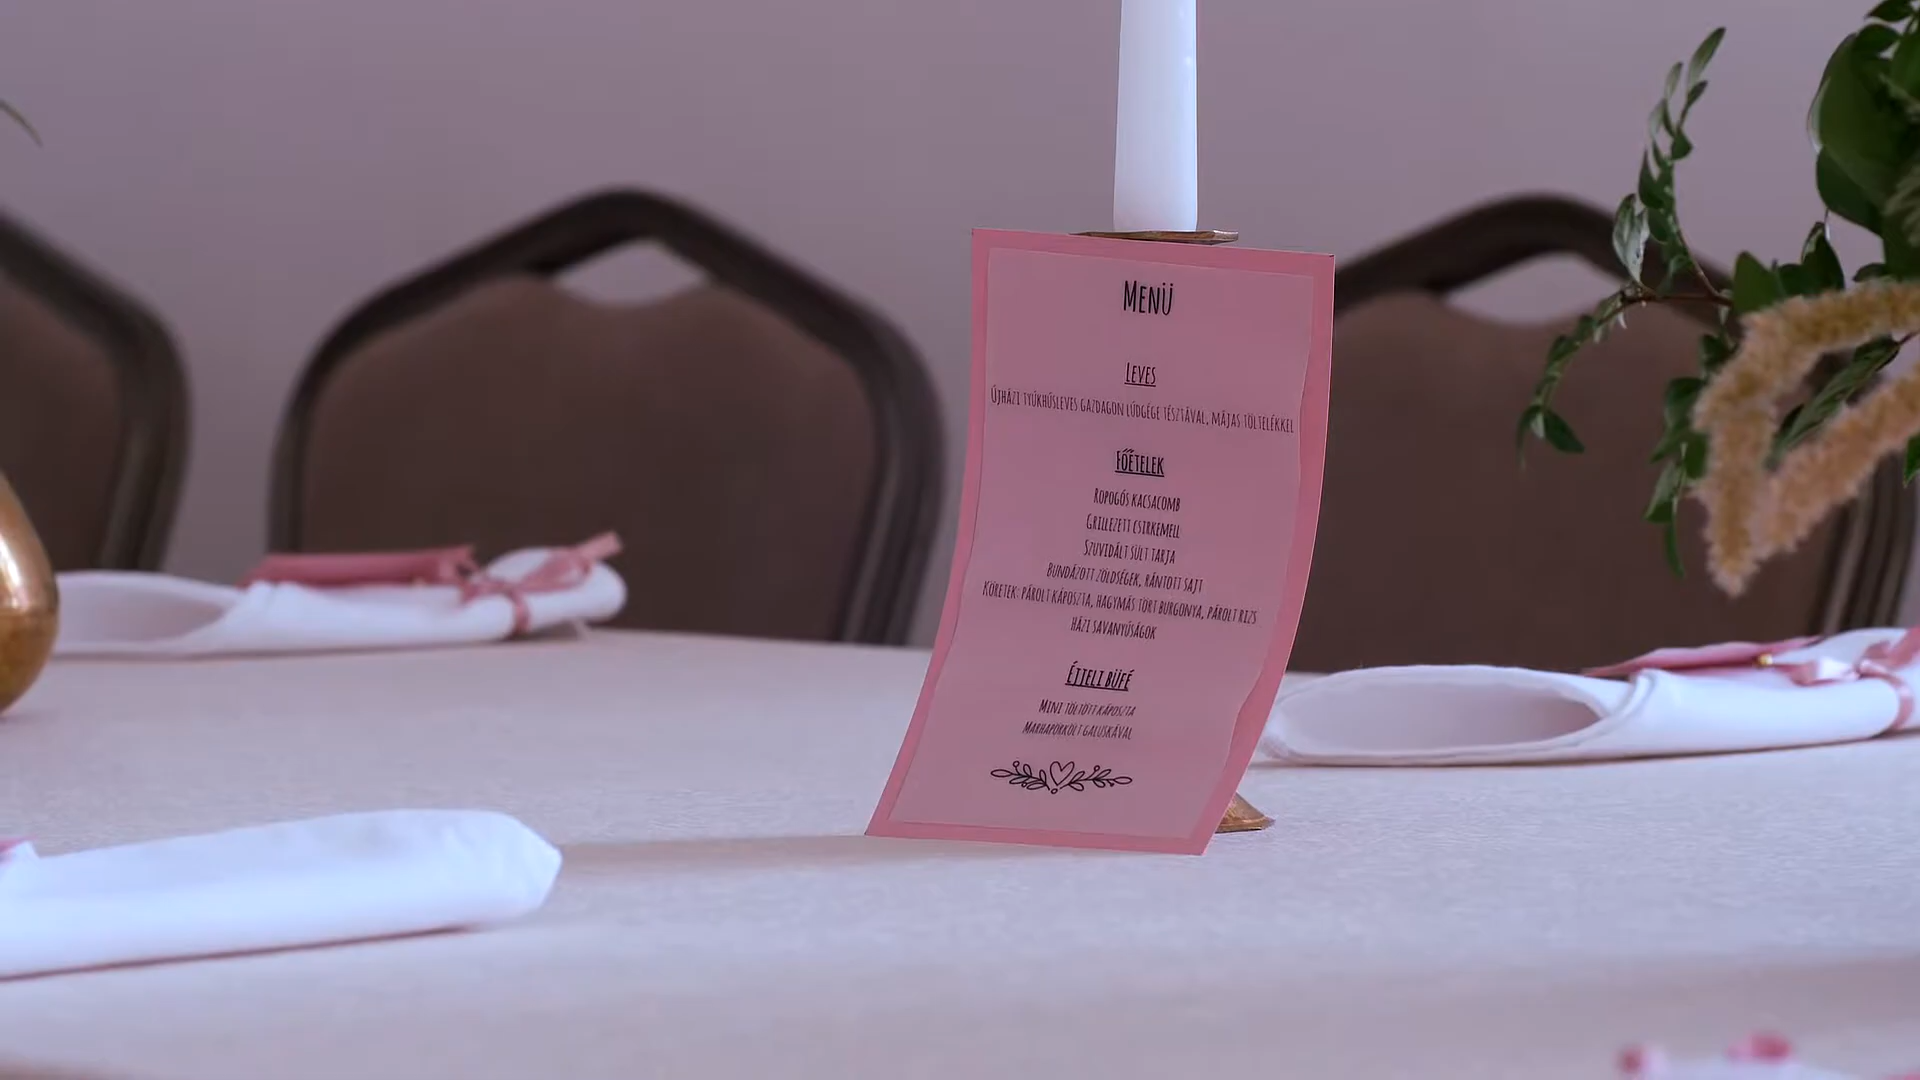 MENÜ
LEVES
ÚJHÁZI TYÚKHÚSLEVES GAZDAGON LÚDGÉGE TÉSZTÁVAL, MÁJAS TÖLTELÉKKEL
FŐÉTELEK
ROPOGÓS KACSACOMB
GRILLEZETT CSIRKEMELL
SZUVIDÁLT SÜLT TARJA
BUNDÁZOTT ZÖLDSÉGEK, RÁNTOTT SAJT
KÖRETEK: PÁROLT KÁPOSZTA, HAGYMÁS TÖRT BURGONYA, PÁROLT RIZS
HÁZI SAVANYÚSÁGOK
ÉJJELI BÜFÉ
MINI TÖLTÖTT KÁPOSZTA
MARHAPÖRKÖLT GALUSKÁVAL